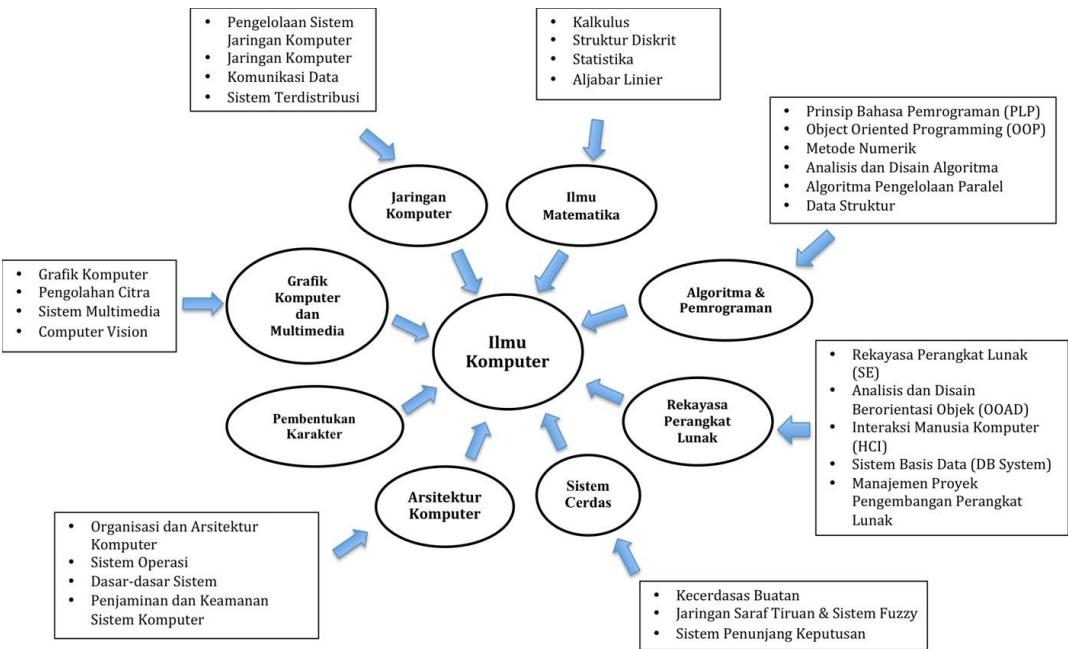 • Pengelolaan Sistem
Jaringan Komputer
• Jaringan Komputer
• Komunikasi Data
• Sistem Terdistribusi
• Kalkulus
• Struktur Diskrit
• Statistika
• Aljabar Linier
• Prinsip Bahasa Pemrograman (PLP)
• Object Oriented Programming (OOP)
• Metode Numerik
• Analisis dan Disain Algoritma
• Algoritma Pengelolaan Paralel
• Data Struktur
Jaringan
Komputer
Ilmu
Matematika
• Grafik Komputer
• Pengolahan Citra
• Sistem Multimedia
• Computer Vision
Grafik
Komputer
dan
Multimedia
Algoritma &
Pemrograman
Ilmu
Komputer
• Rekayasa Perangkat Lunak
(SE)
• Analisis dan Disain
Berorientasi Objek (OOAD)
• Interaksi Manusia Komputer
(HCI)
• Sistem Basis Data (DB System)
• Manajemen Proyek
Pengembangan Perangkat
Lunak
Pembentukan
Karakter
Rekayasa
Perangkat
Lunak
Arsitektur
Komputer
Sistem
Cerdas
• Organisasi dan Arsitektur
Komputer
• Sistem Operasi
• Dasar-dasar Sistem
• Penjaminan dan Keamanan
Sistem Komputer
• Kecerdasas Buatan
• Jaringan Saraf Tiruan & Sistem Fuzzy
• Sistem Penunjang Keputusan